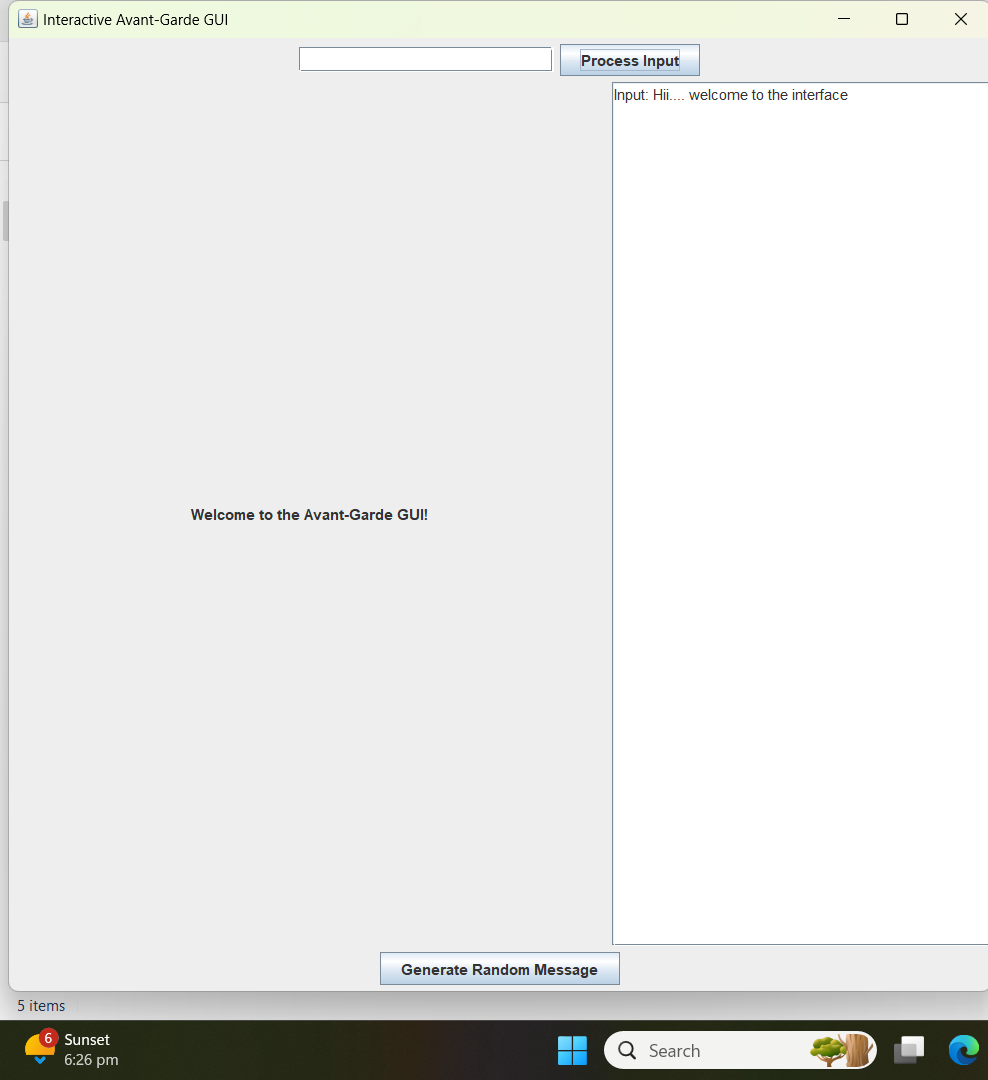 Interactive Avant-Garde GUI
Process Input
Input: Hii.... welcome to the interface
Welcome to the Avant-Garde GUI!
Generate Random Message
5 items
6
Sunset
6:26 pm
Search